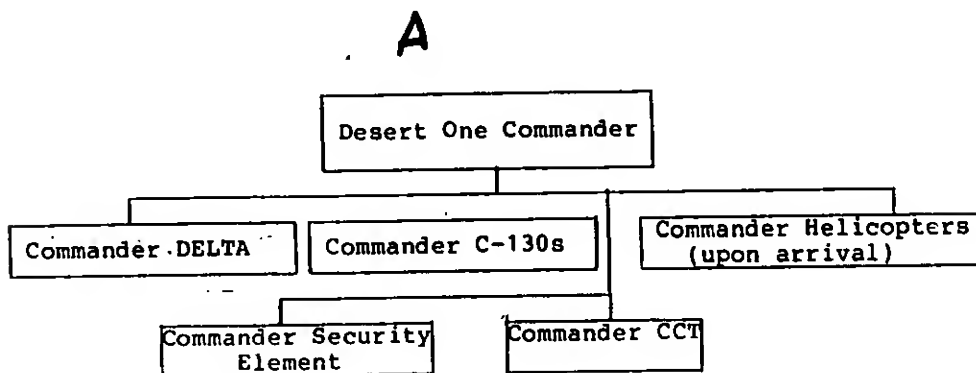 A
Desert One Commander
Commander DELTA
Commander C-130s
Commander Helicopters
(upon arrival)
Commander Security
Element
Commander CCT